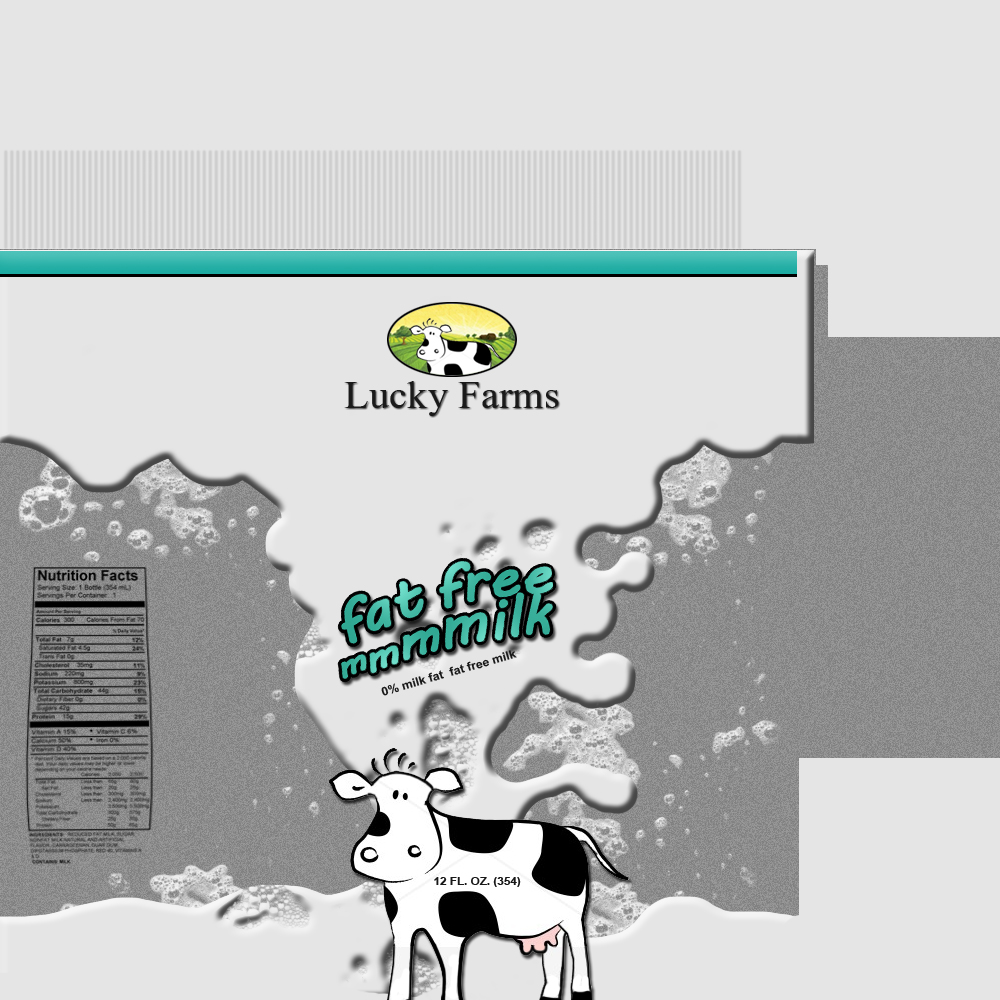 Lucky Farms
fat free
mmmmilk
0% milk fat fat free milk
12 FL. OZ. (354)
Nutrition Facts
Serving Size: 1 Bottle (354 mL)
Servings Per Container: 1
Amount Per Serving
Calories 300 Calories From Fat 70
% Daily Value*
Total Fat 7g 12%
Saturated Fat 4.5g 24%
Trans Fat 0g
Cholesterol 35mg 11%
Sodium 220mg 9%
Potassium 800mg 23%
Total Carbohydrate 44g 15%
Dietary Fiber 0g 0%
Sugars 42g
Protein 15g 29%
Vitamin A 15% * Vitamin C 6%
Calcium 50% * Iron 0%
Vitamin D 40%
CONTAINS MILK